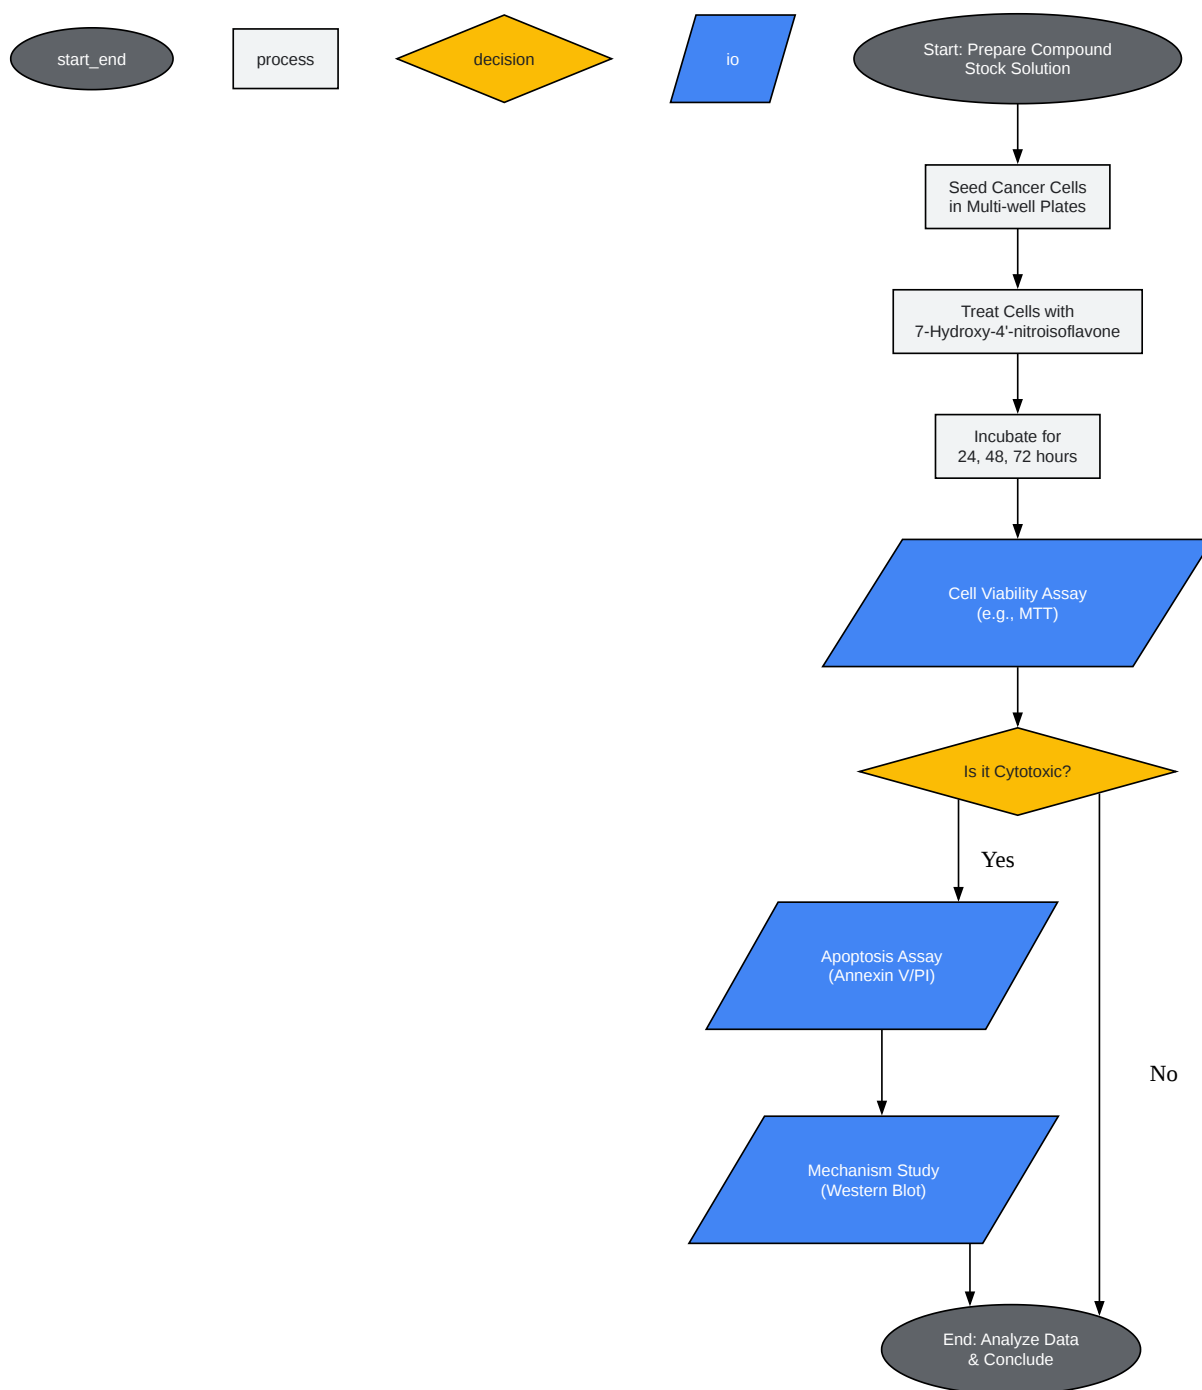 start_end
process
decision
io
Start: Prepare Compound
Stock Solution
Seed Cancer Cells
in Multi-well Plates
Treat Cells with
7-Hydroxy-4'-nitroisoflavone
Incubate for
24, 48, 72 hours
Cell Viability Assay
(e.g., MTT)
Is it Cytotoxic?
Yes
Apoptosis Assay
(Annexin V/PI)
No
Mechanism Study
(Western Blot)
End: Analyze Data
& Conclude